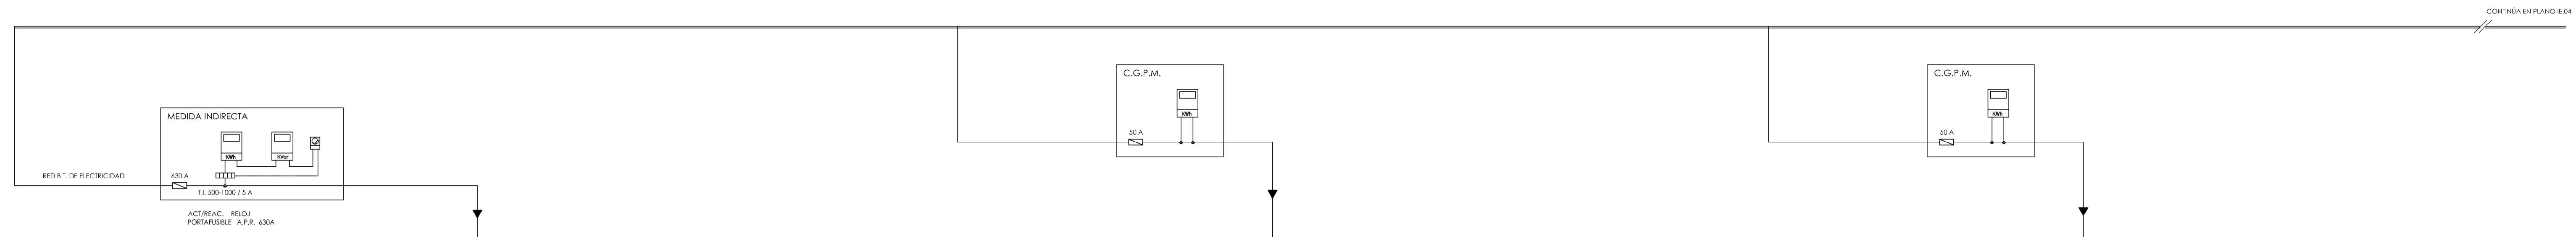 CONTINÚA EN PLANO IE.04
MEDIDA INDIRECTA
KWh
KVar
RED B.T. DE ELECTRICIDAD
630 A
T.I. 500-1000 / 5 A
ACT/REAC. RELOJ
PORTAFUSIBLE A.P.R. 630A
C.G.P.M.
KWh
50 A
C.G.P.M.
KWh
50 A